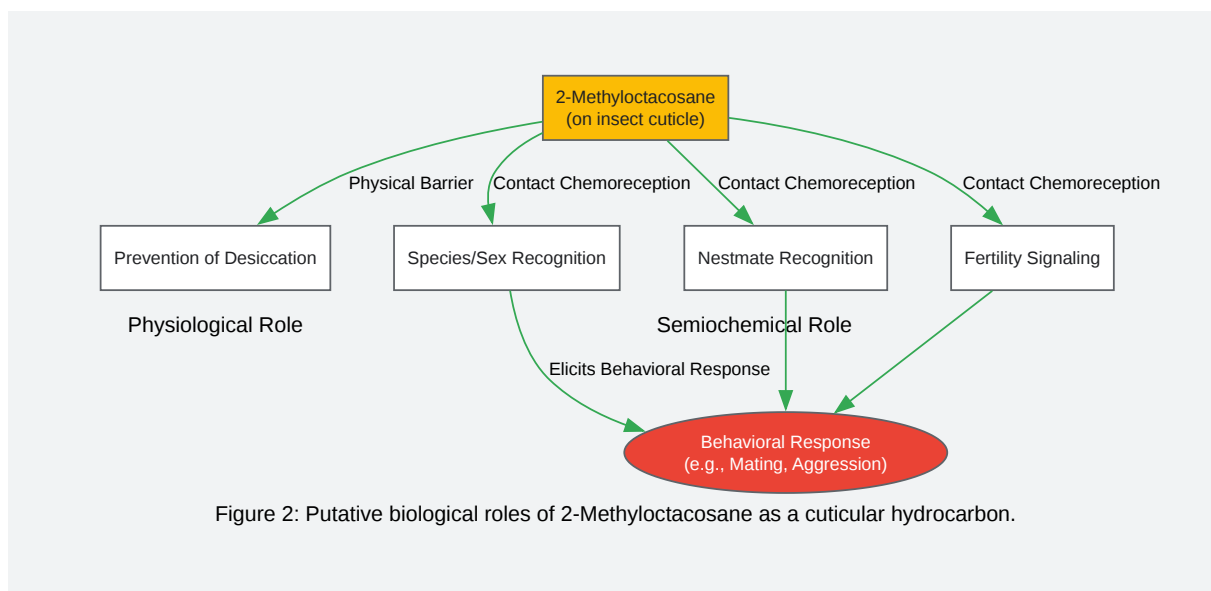 2-Methyloctacosane
(on insect cuticle)
Physical Barrier
Contact Chemoreception
Contact Chemoreception
Contact Chemoreception
Prevention of Desiccation
Species/Sex Recognition
Nestmate Recognition
Fertility Signaling
Physiological Role
Semiochemical Role
Elicits Behavioral Response
Behavioral Response
(e.g., Mating, Aggression)
Figure 2: Putative biological roles of 2-Methyloctacosane as a cuticular hydrocarbon.